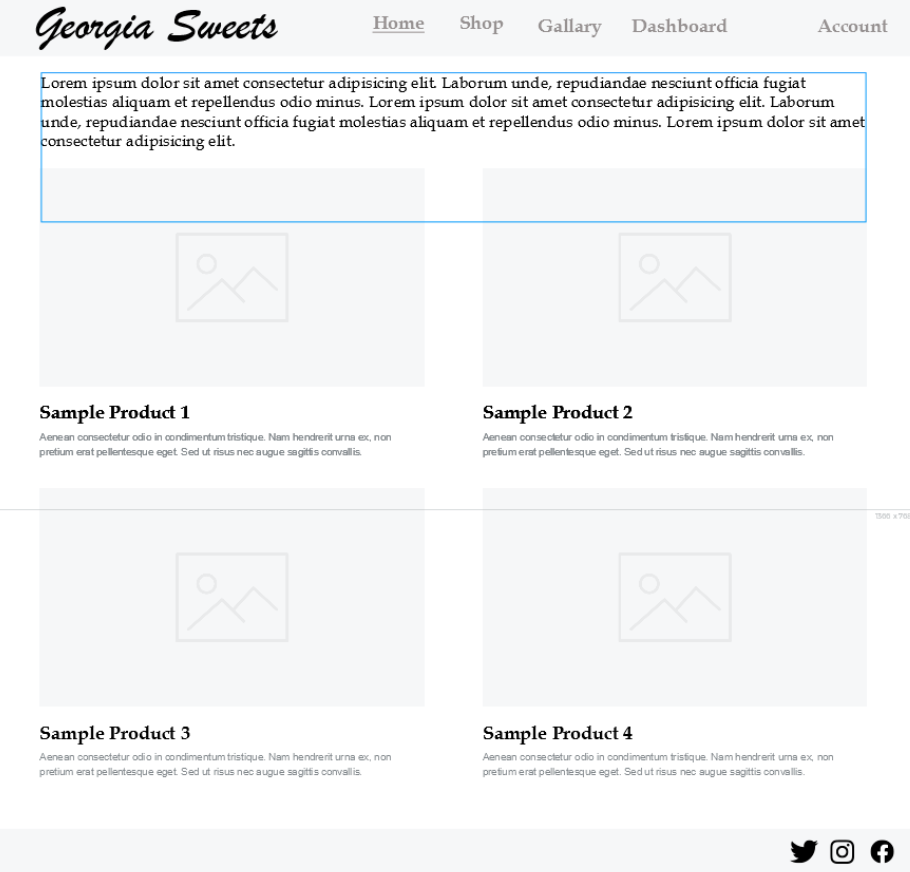 Georgia Sweets
Home Shop Gallary Dashboard Account
Lorem ipsum dolor sit amet consectetur adipisicing elit. Laborum unde, repudiandae nesciunt officia fugiat
molestias aliquam et repellendus odio minus. Lorem ipsum dolor sit amet consectetur adipisicing elit. Laborum
unde, repudiandae nesciunt officia fugiat molestias aliquam et repellendus odio minus. Lorem ipsum dolor sit amet
consectetur adipisicing elit.
Sample Product 1
Aenean consectetur odio in condimentum tristique. Nam hendrerit urna ex, non
pretium erat pellentesque eget. Sed ut risus nec augue sagittis convallis.
Sample Product 2
Aenean consectetur odio in condimentum tristique. Nam hendrerit urna ex, non
pretium erat pellentesque eget. Sed ut risus nec augue sagittis convallis.
Sample Product 3
Aenean consectetur odio in condimentum tristique. Nam hendrerit urna ex, non
pretium erat pellentesque eget. Sed ut risus nec augue sagittis convallis.
Sample Product 4
Aenean consectetur odio in condimentum tristique. Nam hendrerit urna ex, non
pretium erat pellentesque eget. Sed ut risus nec augue sagittis convallis.